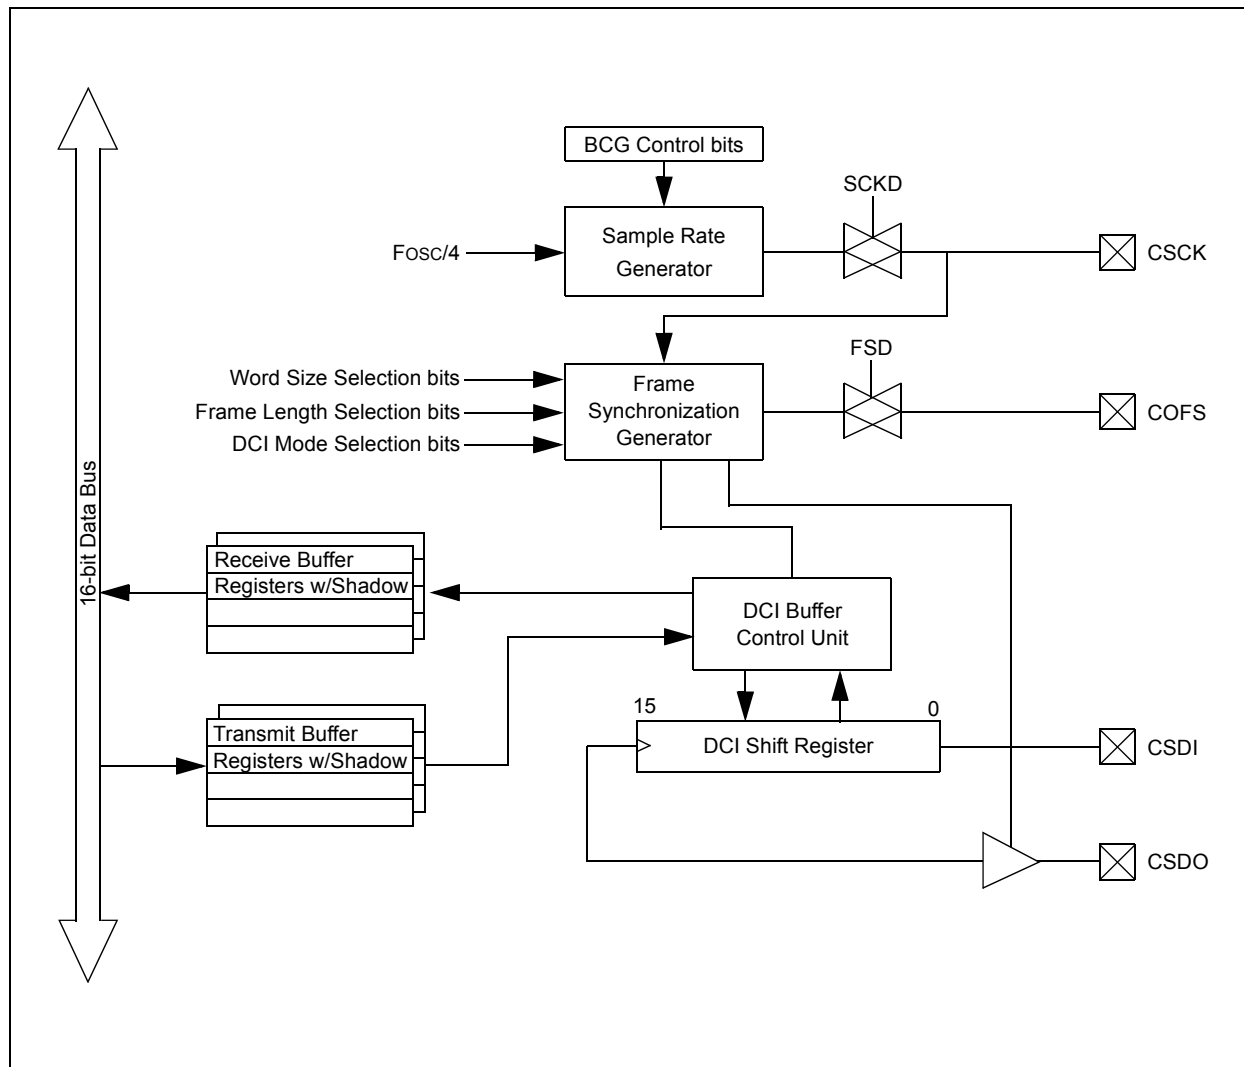 BCG Control bits
SCKD
Sample Rate
Generator
FOSC/4
CSCK
FSD
Word Size Selection bits
Frame Length Selection bits
DCI Mode Selection bits
Frame
Synchronization
Generator
COFS
16-bit Data Bus
Receive Buffer
Registers w/Shadow
DCI Buffer
Control Unit
15
0
Transmit Buffer
Registers w/Shadow
DCI Shift Register
CSDI
CSDO